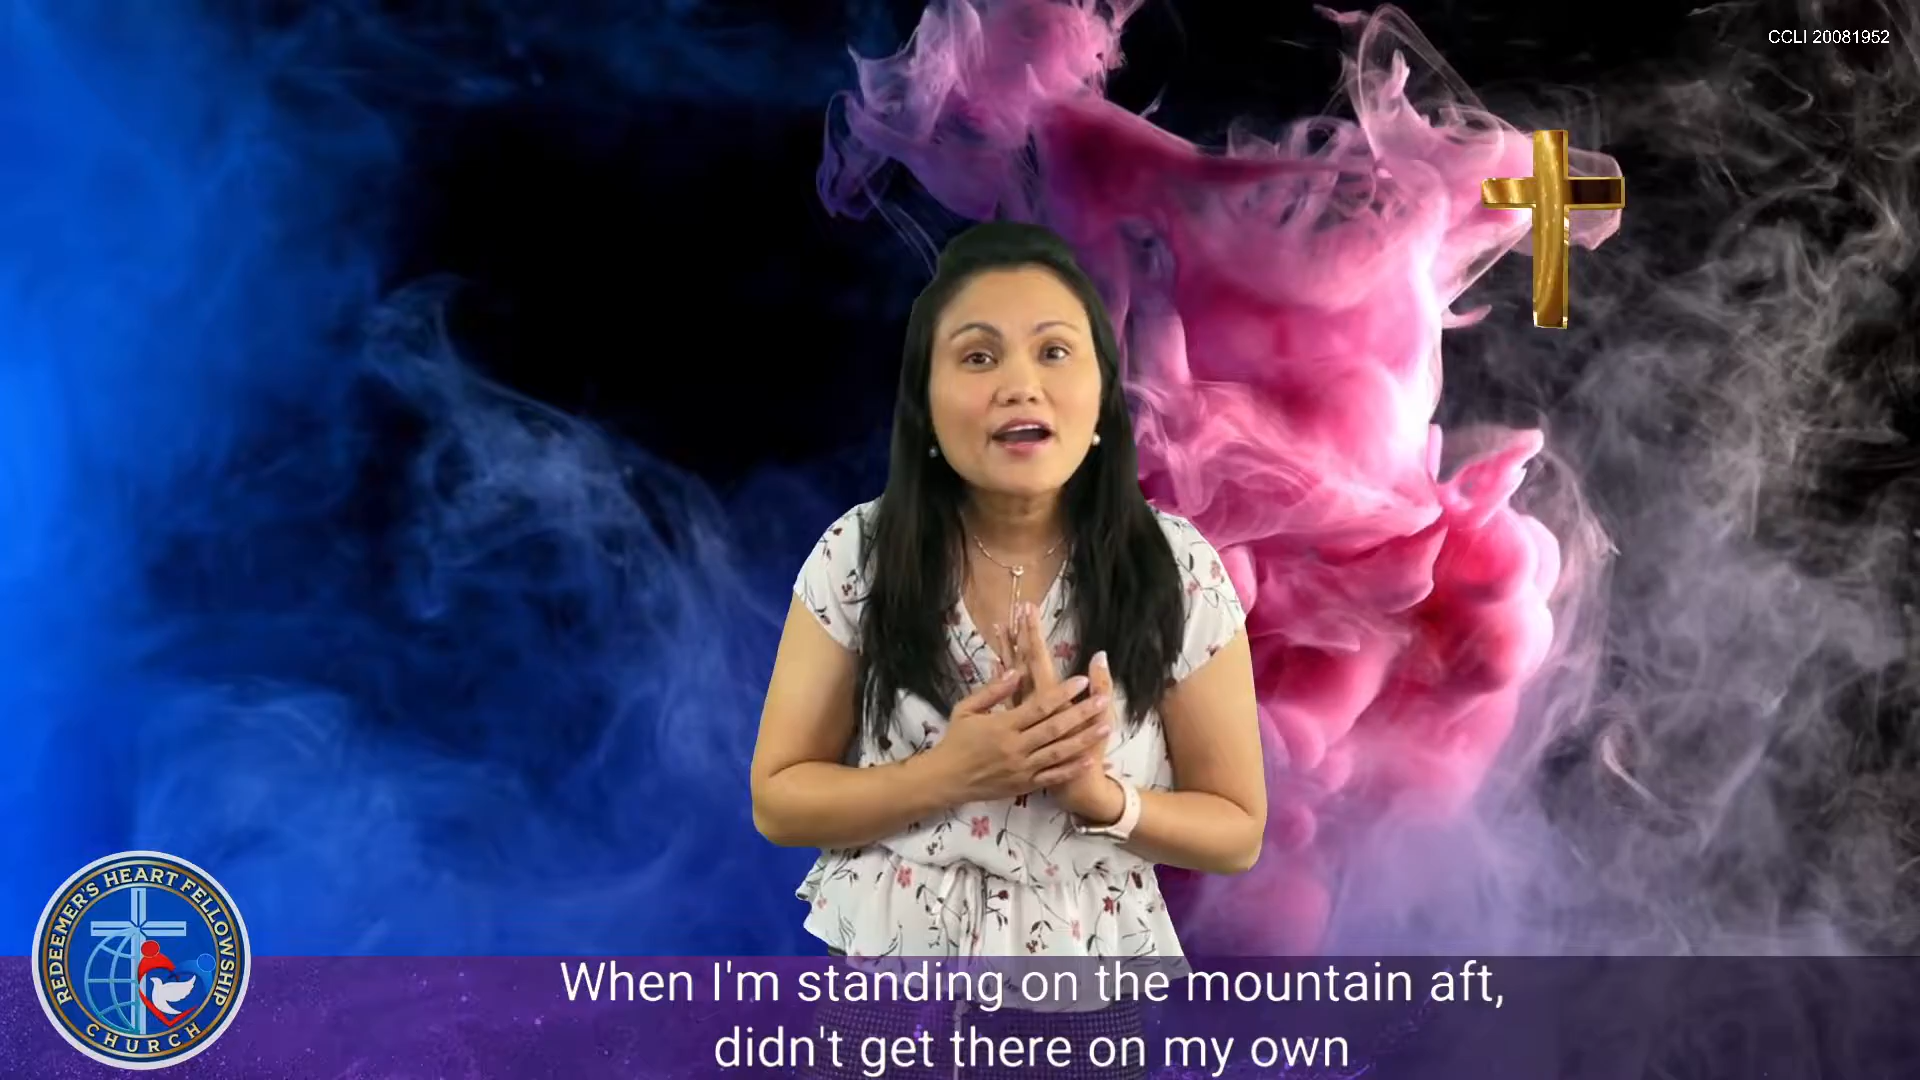 CCLI 20081952
REDEEMER'S HEART FELLOWSHIP
CHURCH
When I'm standing on the mountain aft,
didn't get there on my own